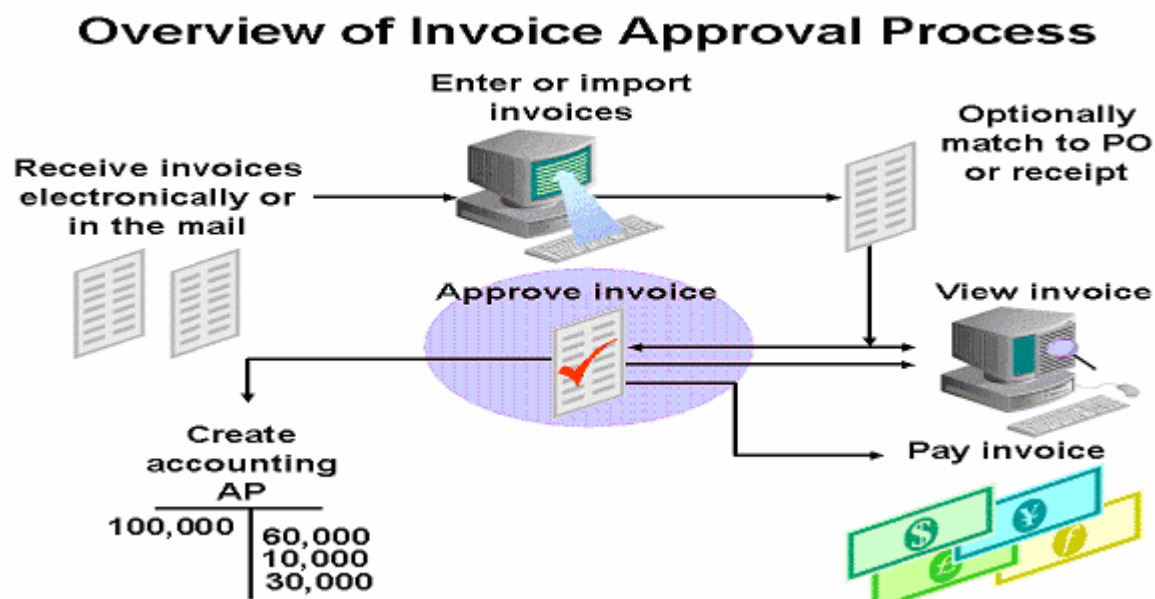 Overview of Invoice Approval Process
Enter or import
invoices
Optionally
match to PO
or receipt
Receive invoices
electronically or
in the mail
Approve invoice
View invoice
Create
accounting
AP
100,000
60,000
10,000
30,000
Pay invoice
$
¥
£
ƒ